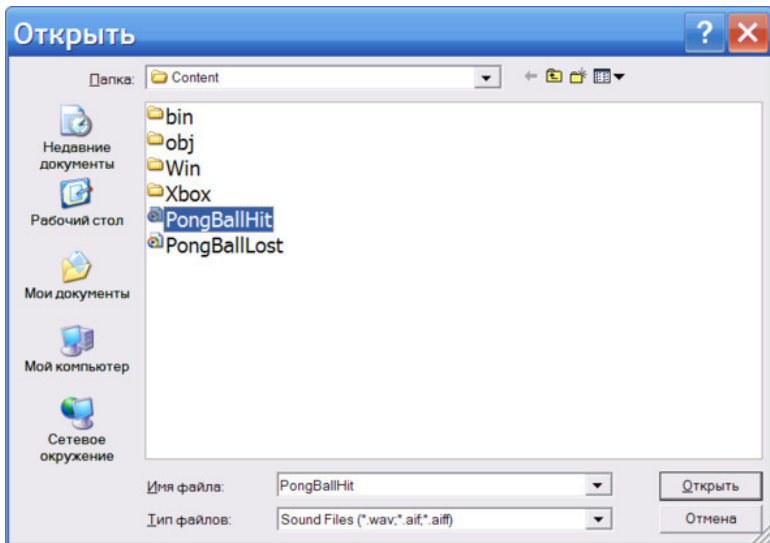 Открыть
Папка: Content
bin
obj
Win
Xbox
PongBallHit
PongBallLost
Недавние
документы
Рабочий стол
Мои документы
Мой компьютер
Сетевое
окружение
Имя файла: PongBallHit Открыть
Тип файлов: Sound Files (*.wav;*.aif;*.aiff) Отмена